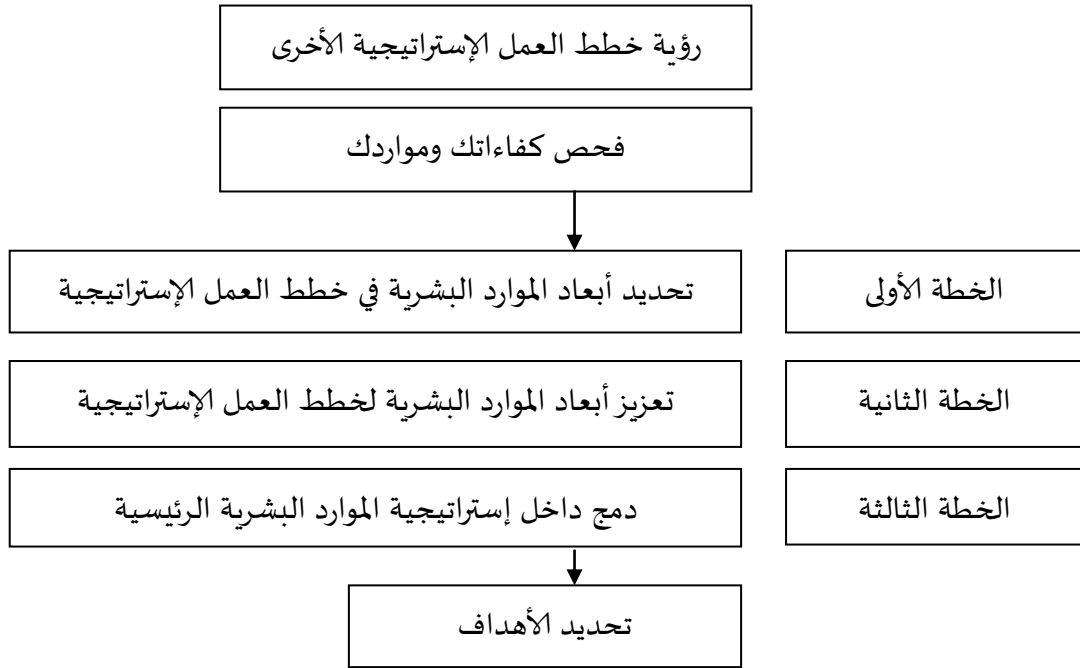 رؤية خطط العمل الإستراتيجية الأخرى
فحص كفاءاتك ومواردك
الخطة الأولى
تحديد أبعاد الموارد البشرية في خطط العمل الإستراتيجية
الخطة الثانية
تعزيز أبعاد الموارد البشرية لخطط العمل الإستراتيجية
الخطة الثالثة
دمج داخل إستراتيجية الموارد البشرية الرئيسية
تحديد الأهداف